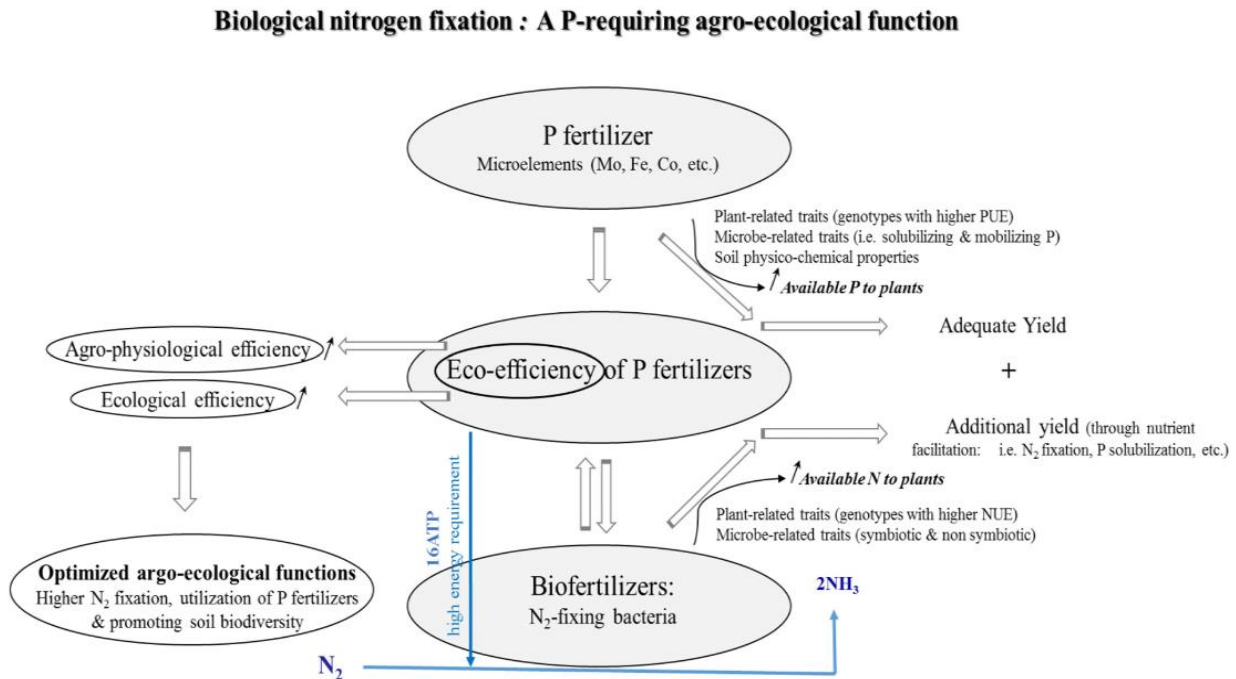 Biological nitrogen fixation : A P-requiring agro-ecological function
P fertilizer
Microelements (Mo, Fe, Co, etc.)
Plant-related traits (genotypes with higher PUE)
Microbe-related traits (i.e. solubilizing & mobilizing P)
Soil physico-chemical properties
Available P to plants
Adequate Yield
+
Agro-physiological efficiency
Ecological efficiency
Eco-efficiency of P fertilizers
Additional yield (through nutrient
facilitation: i.e. N₂ fixation, P solubilization, etc.)
Available N to plants
Plant-related traits (genotypes with higher NUE)
Microbe-related traits (symbiotic & non symbiotic)
16ATP
high energy requirement
Optimized argo-ecological functions
Higher N₂ fixation, utilization of P fertilizers
& promoting soil biodiversity
Biofertilizers:
N₂-fixing bacteria
2NH₃
N₂